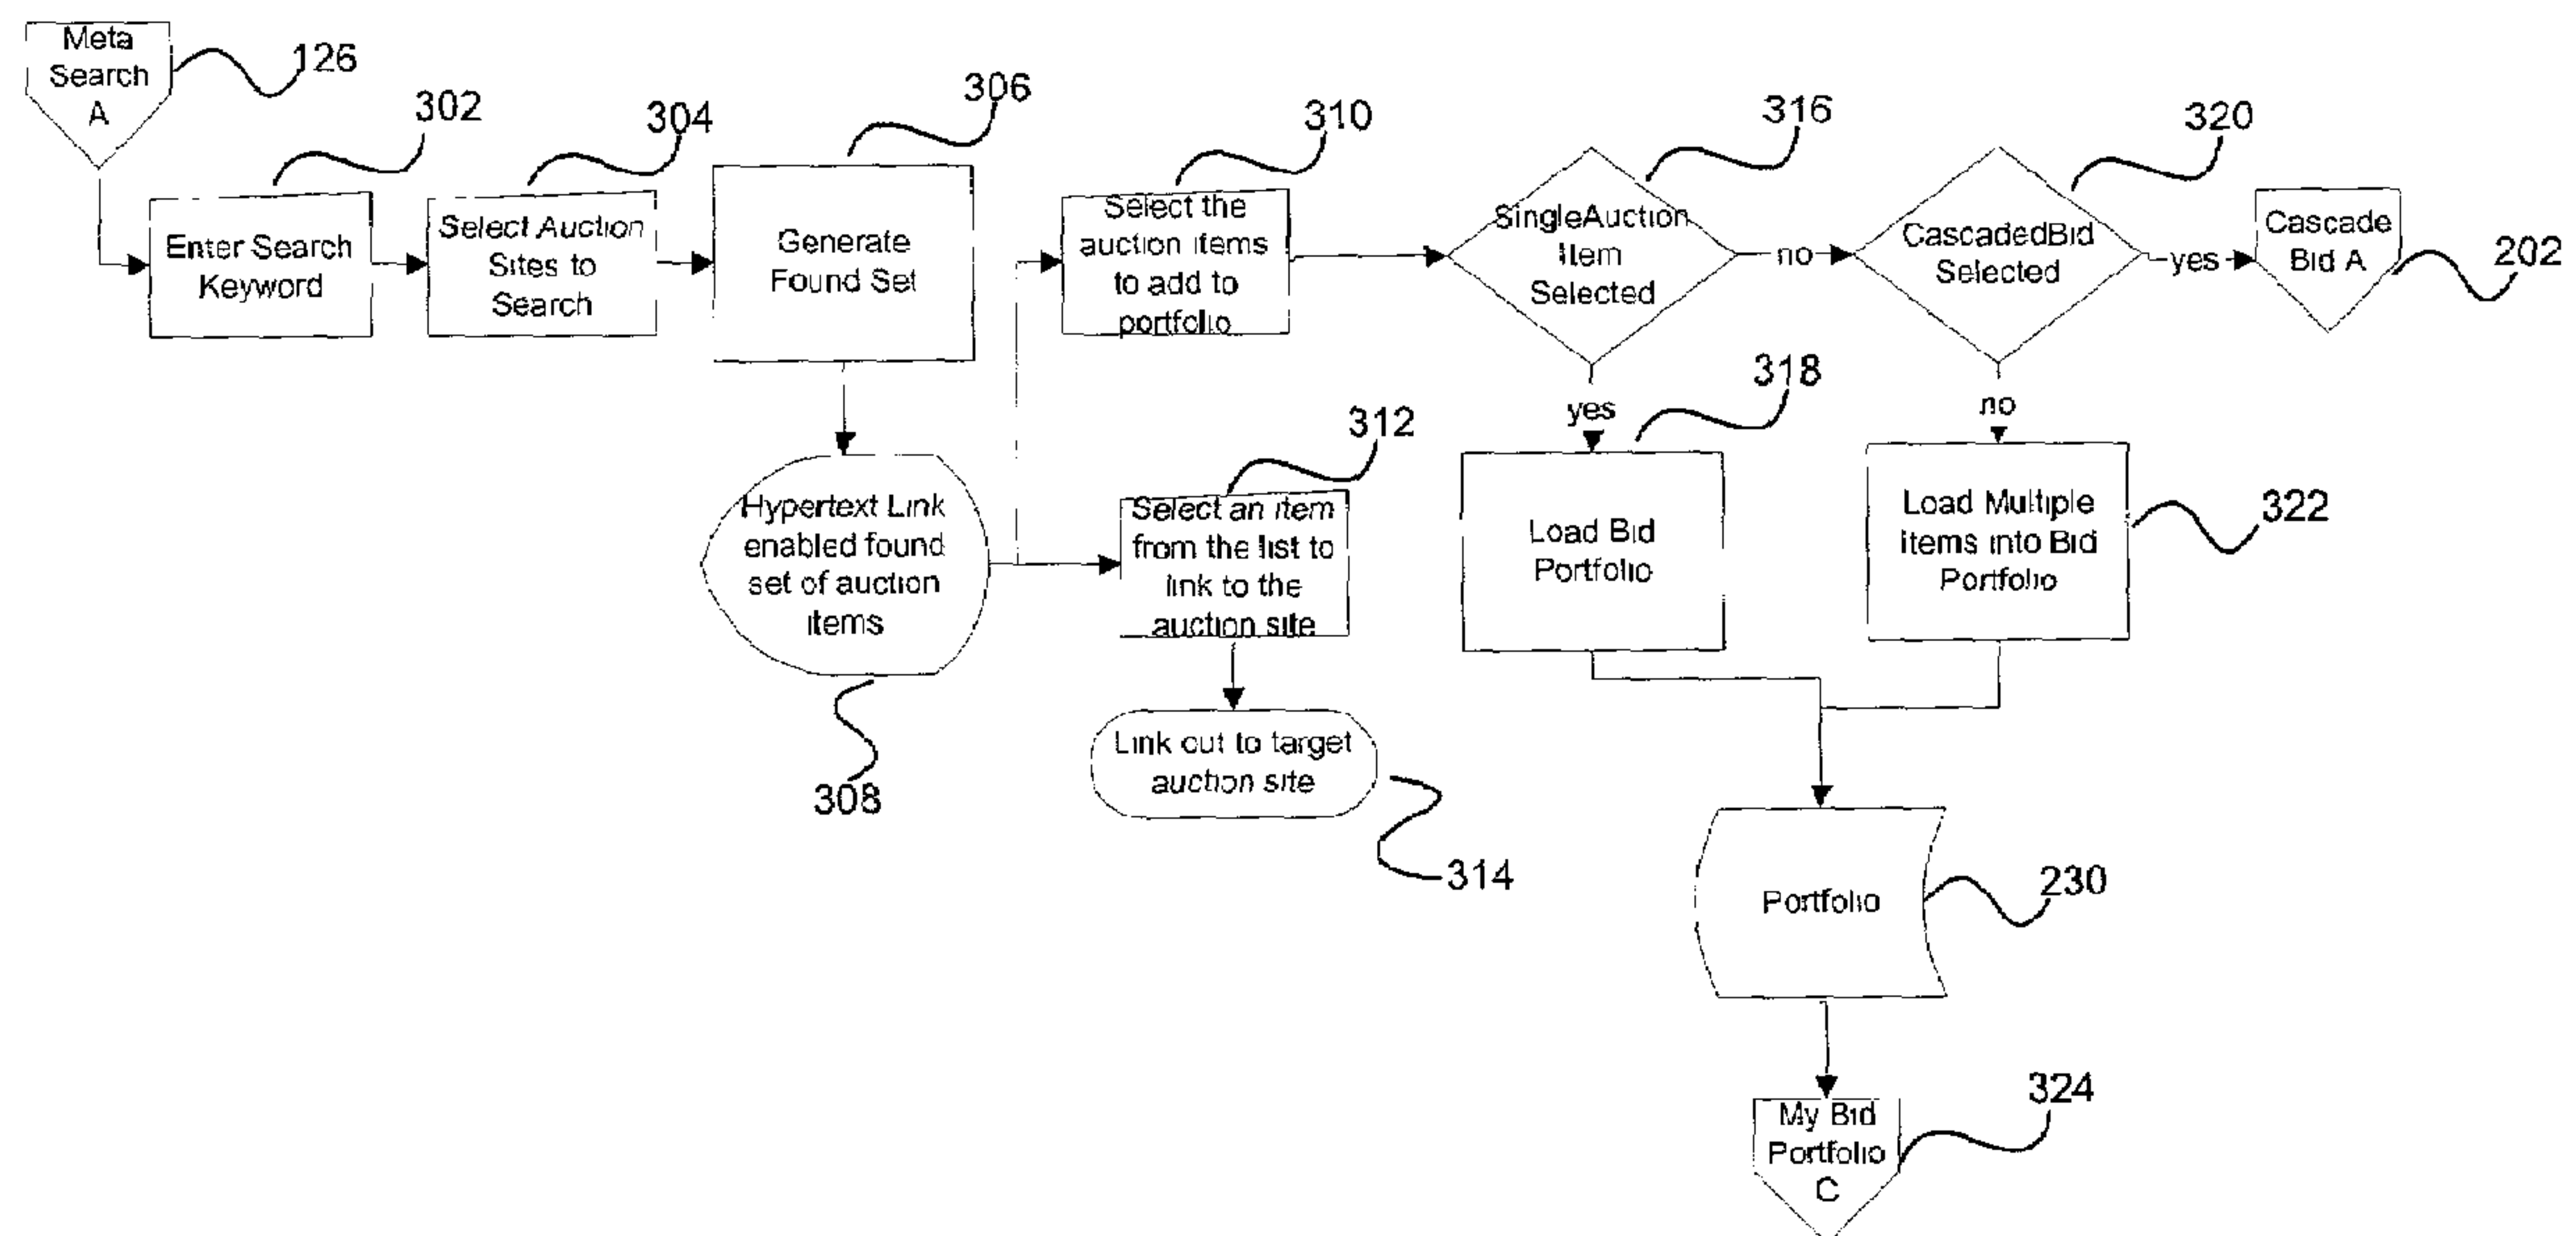 Meta
Search
A
126
302
304
306
310
316
320
Enter Search
Keyword
Select Auction
Sites to
Search
Generate
Found Set
Select the
auction items
to add to
portfolio
SingleAuction
Item
Selected
no
CascadedBid
Selected
yes
Cascade
Bid A
202
yes
318
no
312
Hypertext Link
enabled found
set of auction
items
308
Select an item
from the list to
link to the
auction site
Load Bid
Portfolio
Load Multiple
items into Bid
Portfolio
322
Link out to target
auction site
314
Portfolio
230
My Bid
Portfolio
C
324